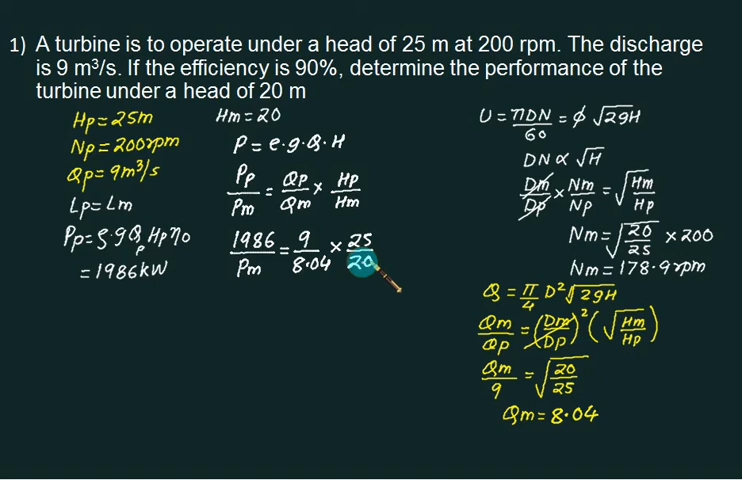 1) A turbine is to operate under a head of 25 m at 200 rpm. The discharge
is 9 m³/s. If the efficiency is 90%, determine the performance of the
turbine under a head of 20 m
Hp=25m
Np=200rpm
Qp=9m³/s
Lp=Lm
Pp=ρ·g Qp Hp ηo
=1986kW
Hm=20
P=e·g·Q·H
Pp/Pm = Qp/Qm × Hp/Hm
1986/Pm = 9/8.04 × 25/20
U = πDN/60 = φ √2gH
DN ∝ √H
Dm/Dp × Nm/Np = √Hm/Hp
Nm = √20/25 × 200
Nm = 178.9rpm
Q = π/4 D² √2gH
Qm/Qp = (Dm/Dp)² (√Hm/Hp)
Qm/9 = √20/25
Qm = 8.04